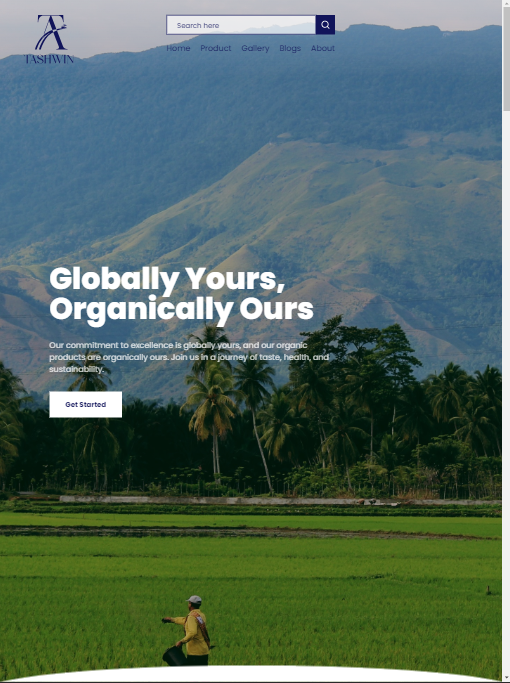 TASHWIN
Search here
Home Product Gallery Blogs About
Globally Yours,
Organically Ours
Our commitment to excellence is globally yours, and our organic
products are organically ours. Join us in a journey of taste, health, and
sustainability.
Get Started